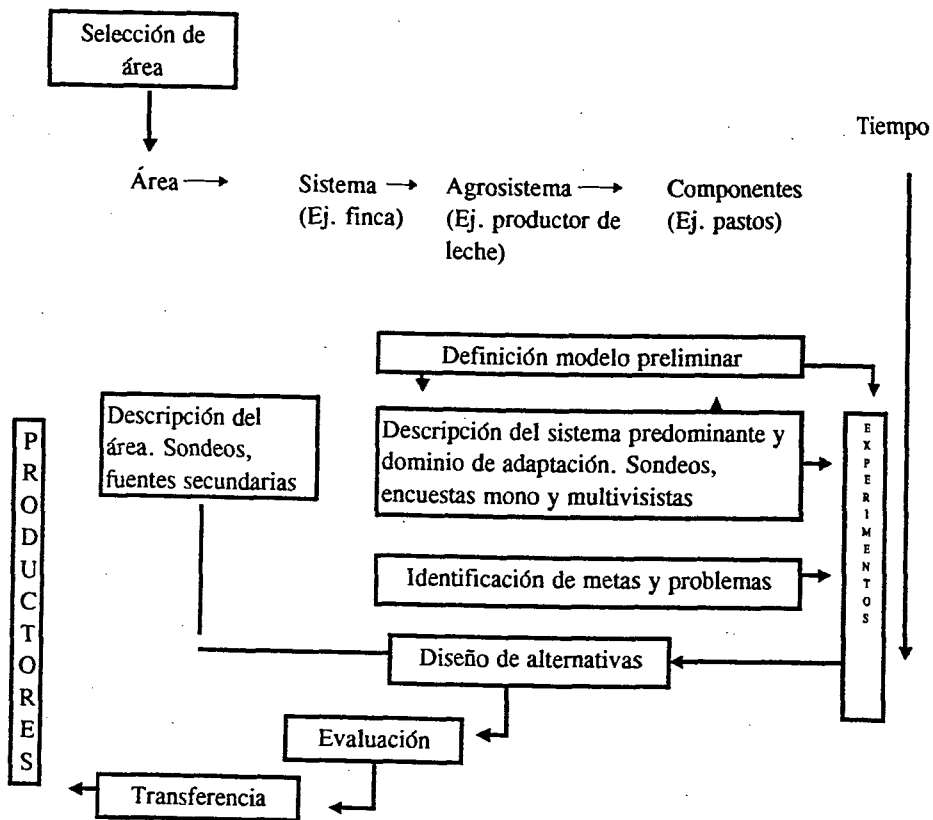 Selección de
área
Tiempo
Área
Sistema
(Ej. finca)
Agrosistema
(Ej. productor de
leche)
Componentes
(Ej. pastos)
Definición modelo preliminar
Descripción del
área. Sondeos,
fuentes secundarias
Descripción del sistema predominante y
dominio de adaptación. Sondeos,
encuestas mono y multivisistas
Identificación de metas y problemas
Diseño de alternativas
Evaluación
Transferencia
PRODUCTORES
EXPERIMENTOS